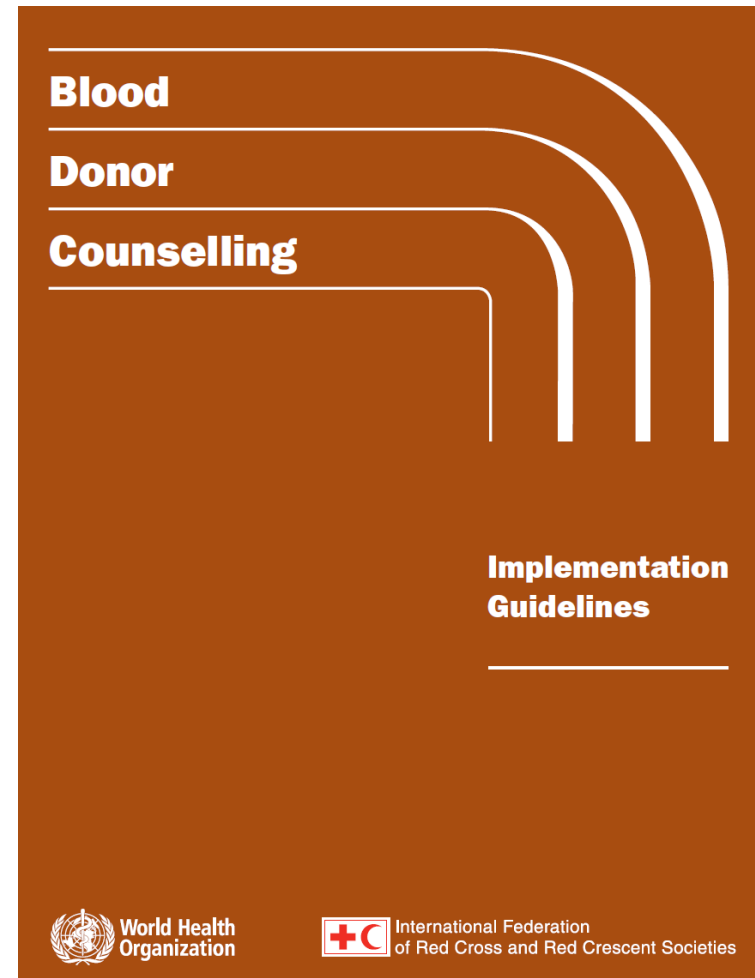 Blood
Donor
Counselling
Implementation
Guidelines
World Health
Organization
International Federation
of Red Cross and Red Crescent Societies